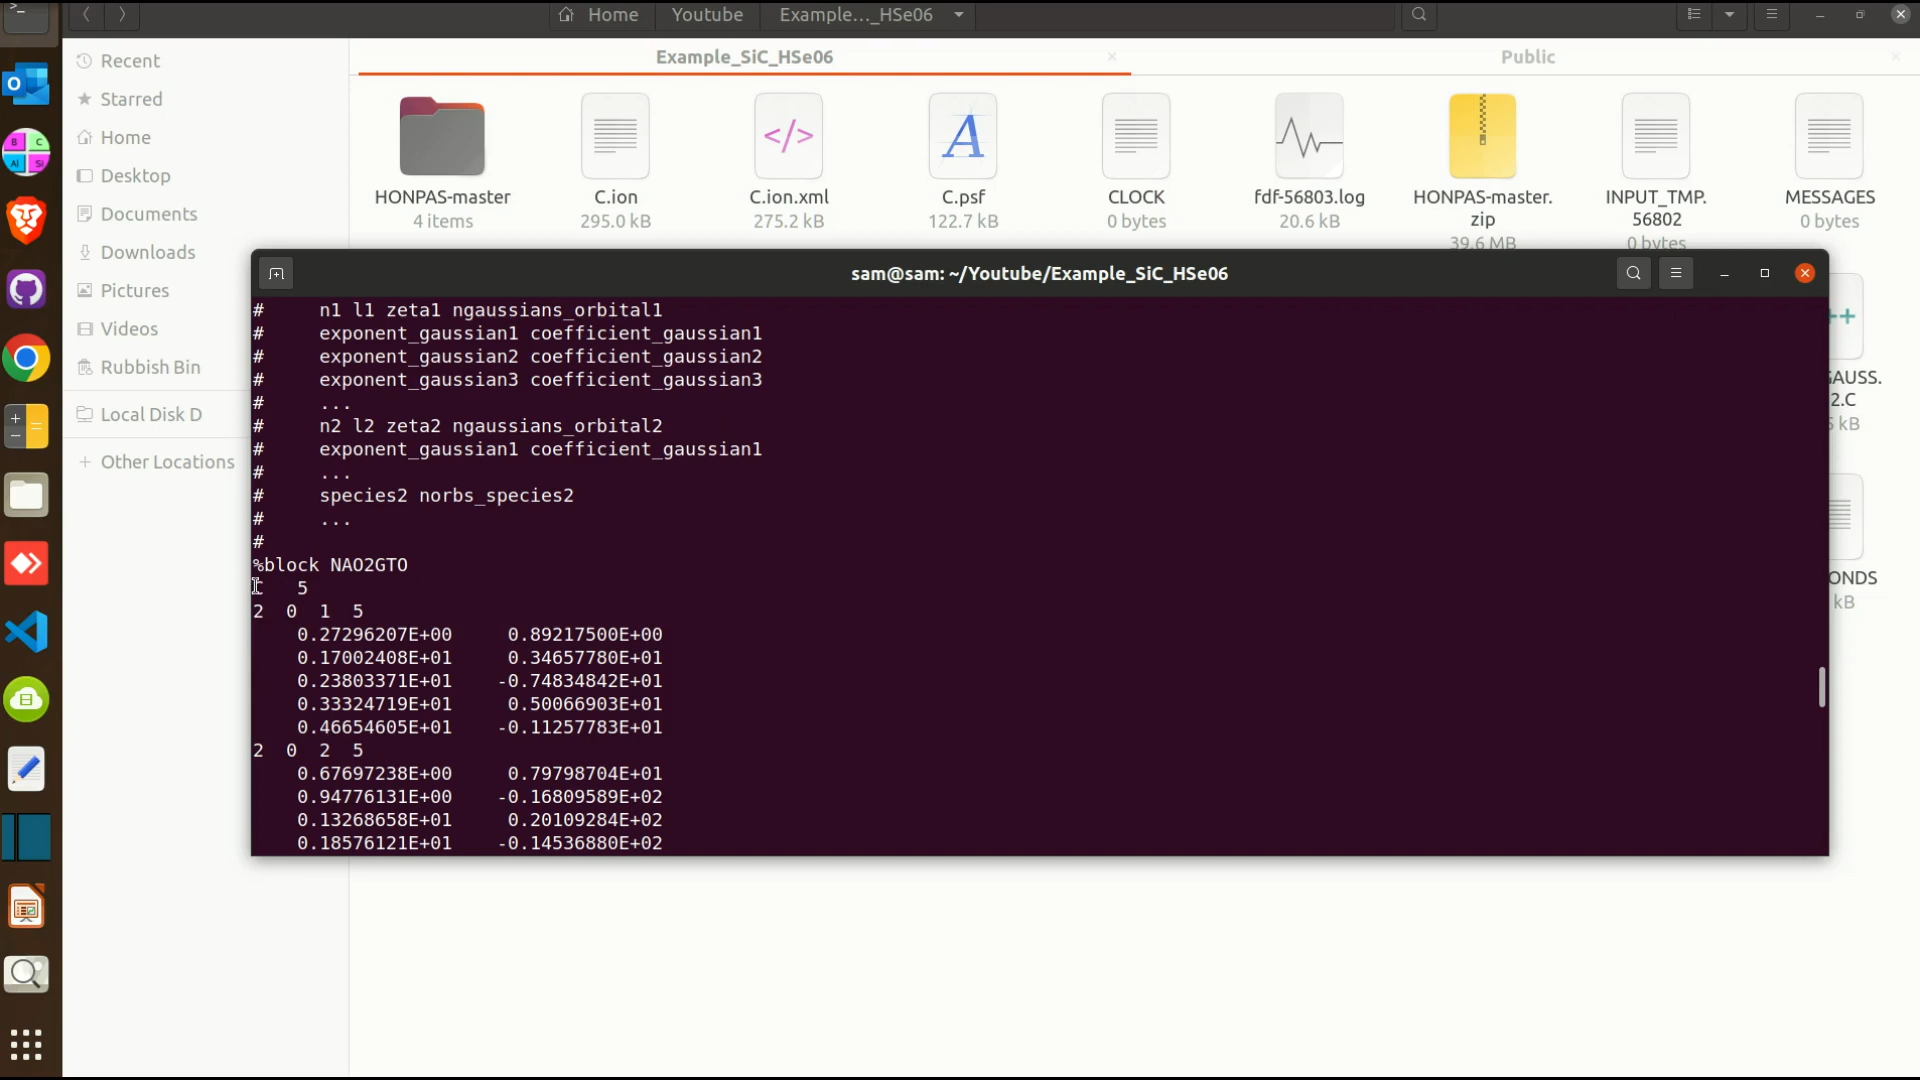 Home
Youtube
Example..._HSe06
Recent
Starred
Home
Desktop
Documents
Downloads
Pictures
Videos
Rubbish Bin
Local Disk D
+ Other Locations
Example_SiC_HSe06
Public
HONPAS-master
4 items
C.ion
295.0 kB
C.ion.xml
275.2 kB
C.psf
122.7 kB
CLOCK
0 bytes
fdf-56803.log
20.6 kB
HONPAS-master.
zip
39.6 MB
INPUT_TMP.
56802
0 bytes
MESSAGES
0 bytes
GAUSS.
2.C
kB
ONDS
kB
sam@sam: ~/Youtube/Example_SiC_HSe06
# n1 l1 zeta1 ngaussians_orbital1
# exponent_gaussian1 coefficient_gaussian1
# exponent_gaussian2 coefficient_gaussian2
# exponent_gaussian3 coefficient_gaussian3
# ...
# n2 l2 zeta2 ngaussians_orbital2
# exponent_gaussian1 coefficient_gaussian1
# ...
# species2 norbs_species2
# ...
#
%block NAO2GTO
C 5
2 0 1 5
0.27296207E+00 0.89217500E+00
0.17002408E+01 0.34657780E+01
0.23803371E+01 -0.74834842E+01
0.33324719E+01 0.50066903E+01
0.46654605E+01 -0.11257783E+01
2 0 2 5
0.67697238E+00 0.79798704E+01
0.94776131E+00 -0.16809589E+02
0.13268658E+01 0.20109284E+02
0.18576121E+01 -0.14536880E+02